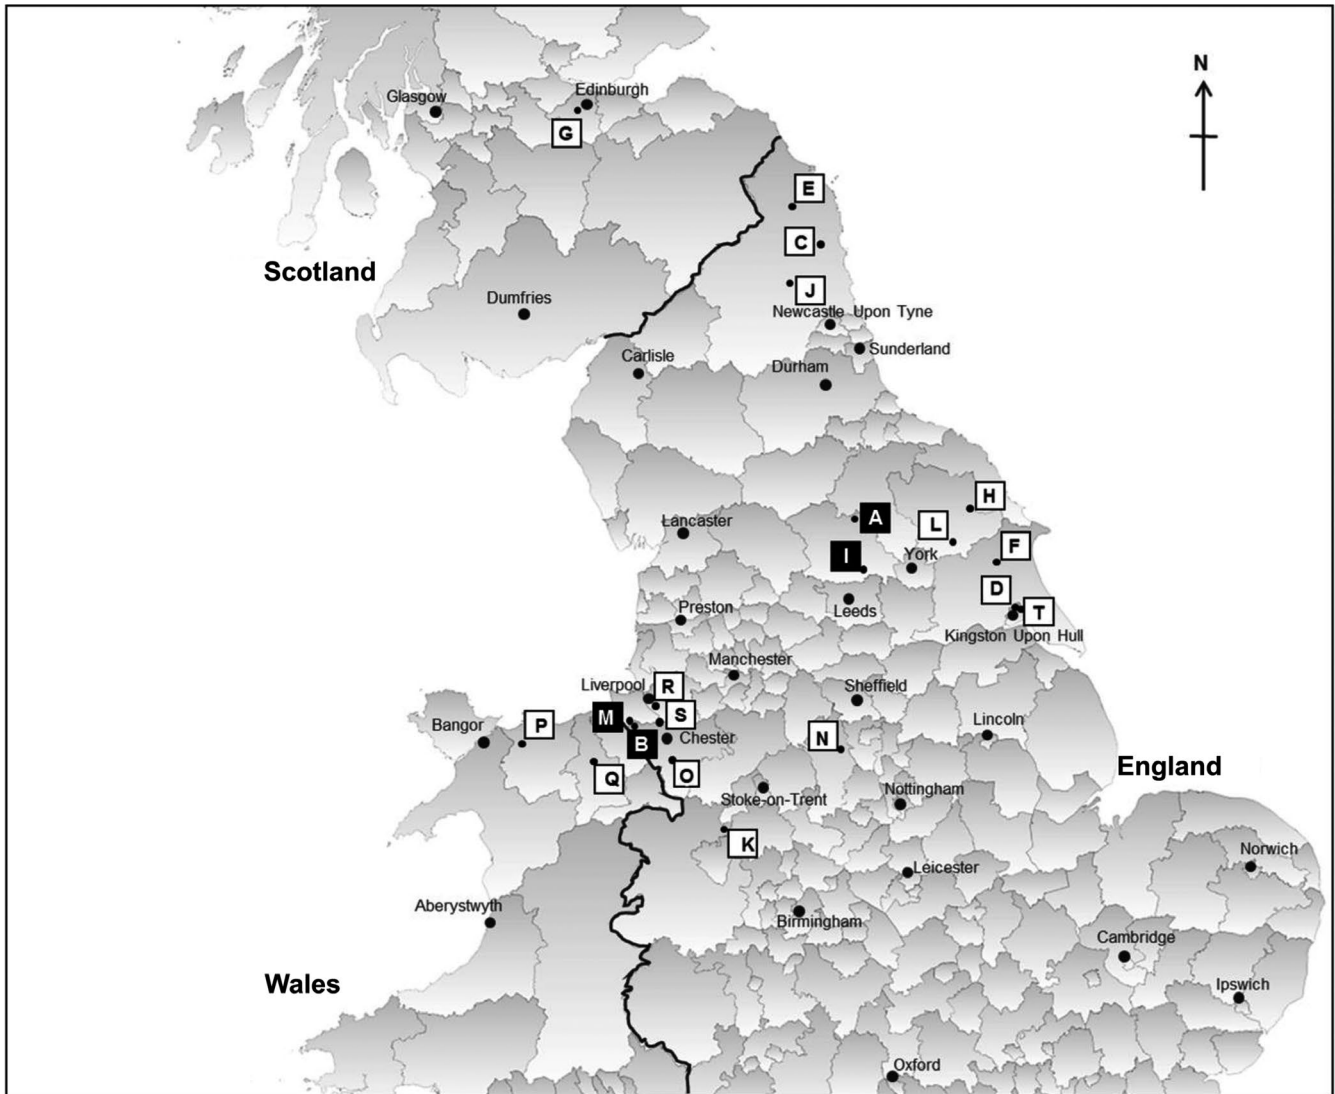 N
Glasgow
Edinburgh
G
E
C
Scotland
J
Dumfries
Newcastle Upon Tyne
Sunderland
Carlisle
Durham
H
A
L
Lancaster
F
I
York
D
Leeds
T
Preston
Kingston Upon Hull
Manchester
Liverpool
R
Sheffield
M
S
Bangor
P
Lincoln
B
Chester
N
England
Q
O
Stoke-on-Trent
Nottingham
K
Norwich
Leicester
Aberystwyth
Birmingham
Cambridge
Wales
Ipswich
Oxford